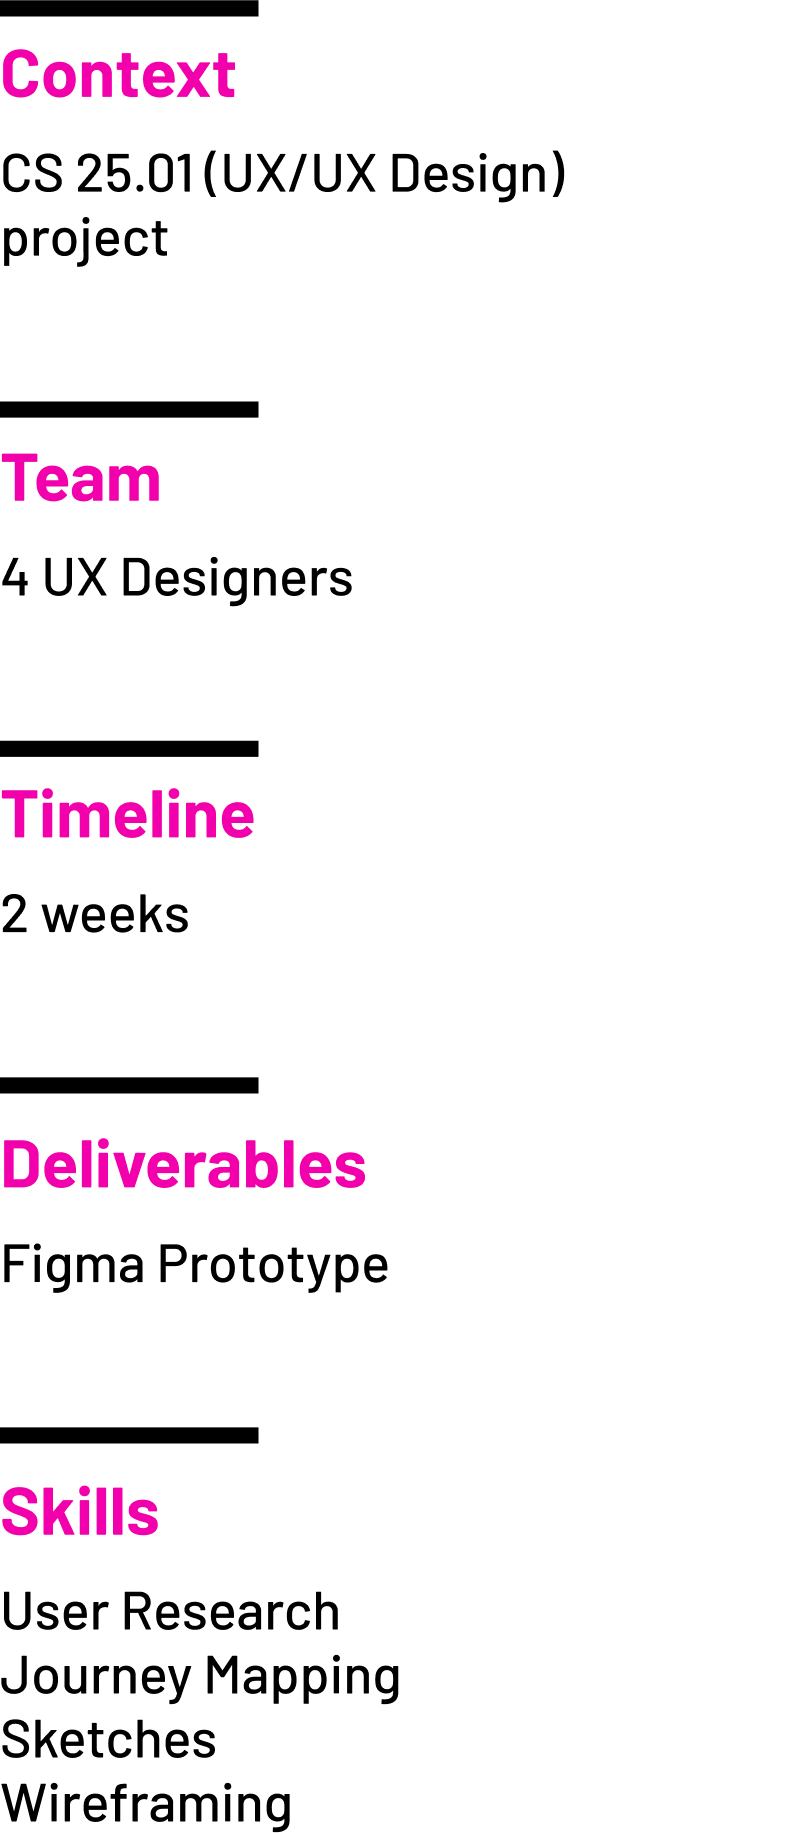 Context
CS 25.01 (UX/UX Design)
project
Team
4 UX Designers
Timeline
2 weeks
Deliverables
Figma Prototype
Skills
User Research
Journey Mapping
Sketches
Wireframing